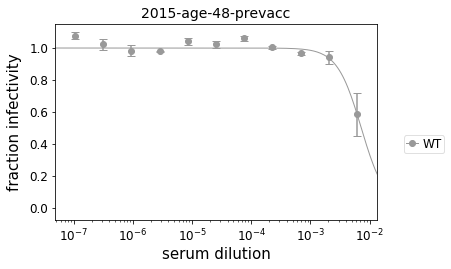 2015-age-48-prevacc
fraction infectivity
1.0
0.8
0.6
0.4
0.2
0.0
10⁻⁷ 10⁻⁶ 10⁻⁵ 10⁻⁴ 10⁻³ 10⁻²
serum dilution
WT